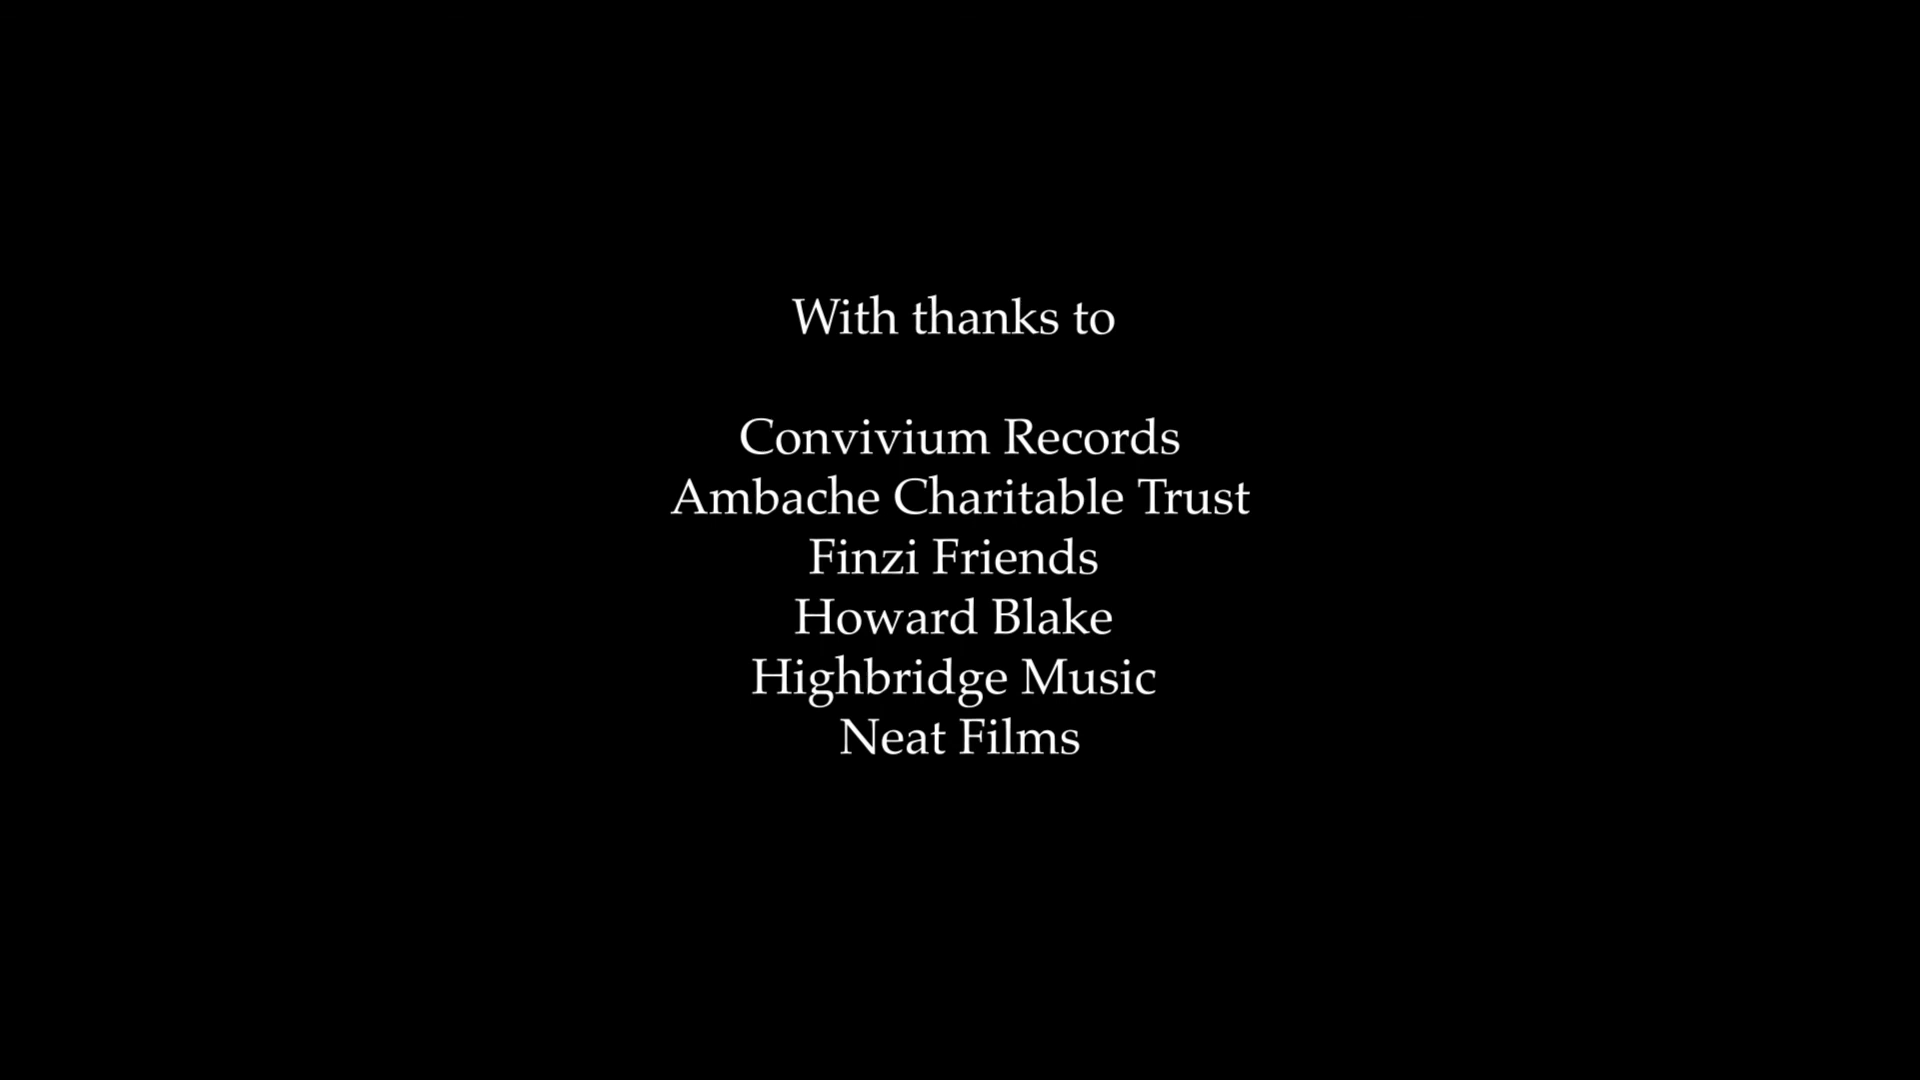 With thanks to
Convivium Records
Ambache Charitable Trust
Finzi Friends
Howard Blake
Highbridge Music
Neat Films